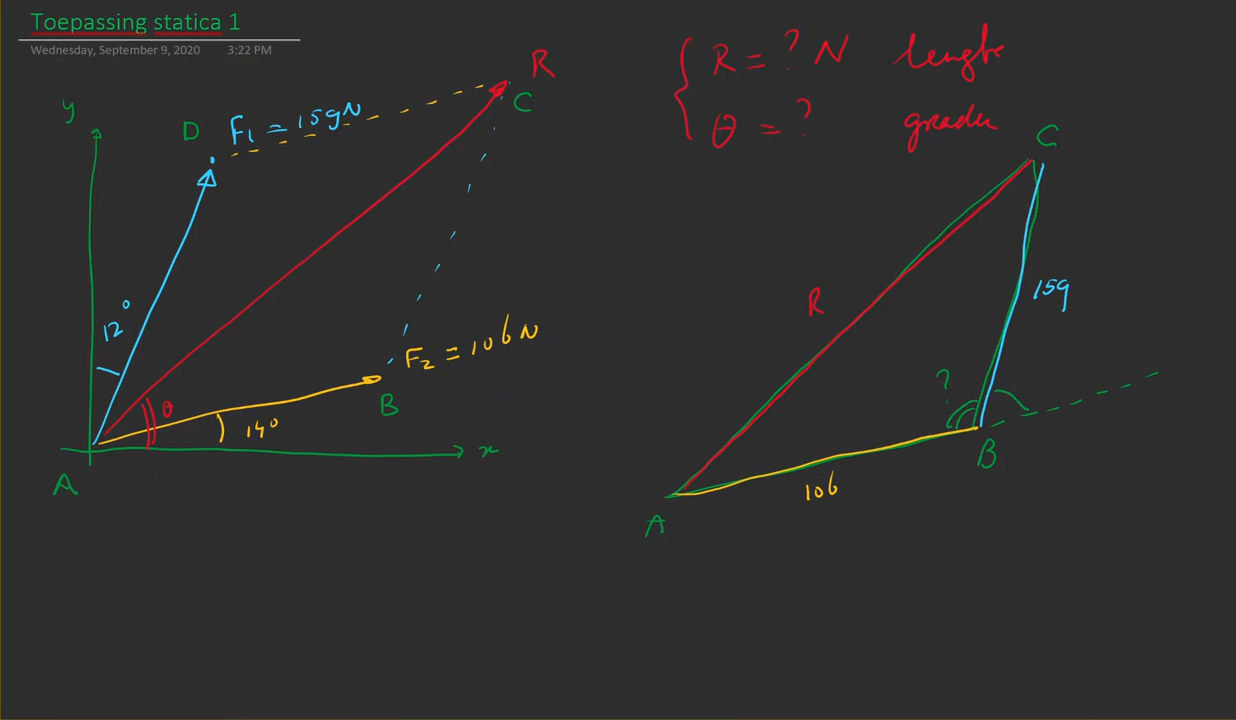 Toepassing statica 1
Wednesday, September 9, 2020 3:22 PM
R = ? N lengte
θ = ? graden
R
C
y
D
F₁ = 159N
12°
F₂ = 106N
B
θ
14°
x
A
C
R
159
?
B
106
A